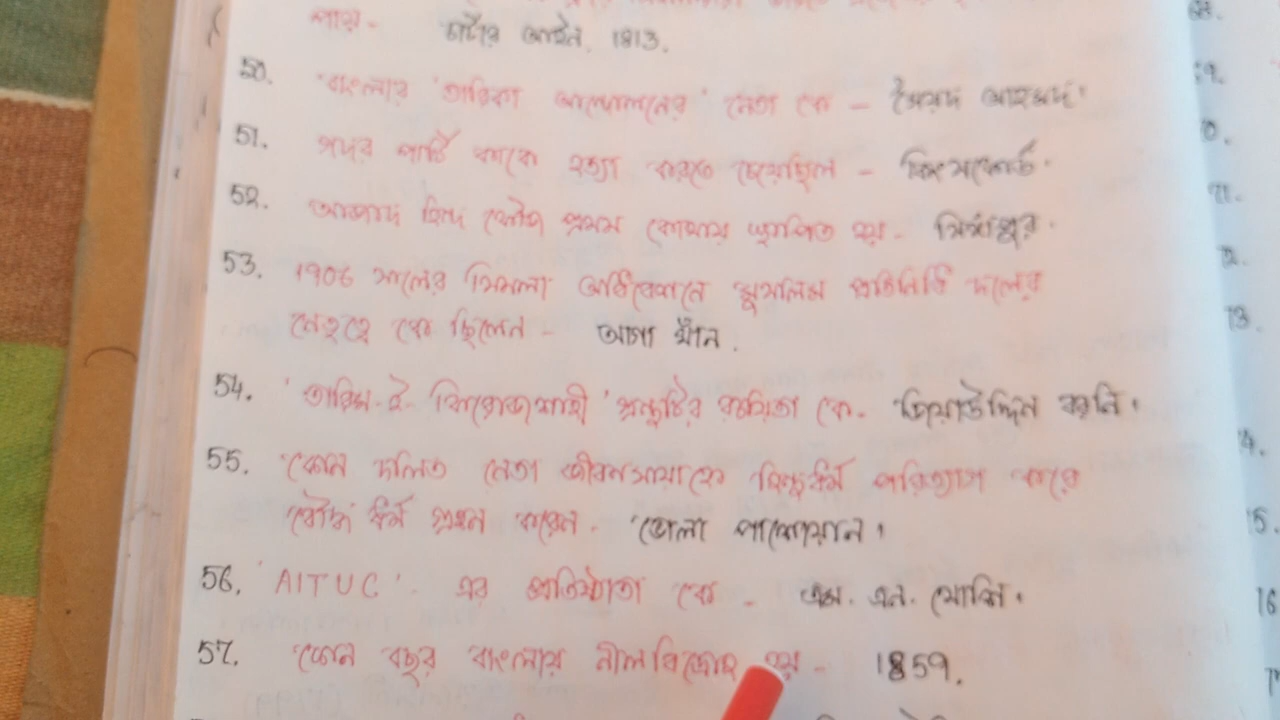 পায় - চার্টার আইন, 1813.
50. 'বাংলার 'তারিকা আন্দোলনের' নেতা কে - সৈয়দ আহমদ.
51. গদর পার্টি কাকে হত্যা করতে চেয়েছিল - কিংসফোর্ড.
52. আজাদ হিন্দ ফৌজ প্রথম কোথায় স্থাপিত হয় - সিঙ্গাপুর.
53. 1906 সালের সিমলা অধিবেশনে মুসলিম প্রতিনিধি দলের
নেতৃত্বে কে ছিলেন - আগা খাঁন.
54. 'তারিখ-ই-ফিরোজশাহী' গ্রন্থটির রচয়িতা কে - জিয়াউদ্দিন বরনি.
55. কোন দলিত নেতা জীবনসায়াহ্নে হিন্দুধর্ম পরিত্যাগ করে
বৌদ্ধ ধর্ম গ্রহন করেন - ভোলা পাশোয়ান.
56. 'AITUC' - এর প্রতিষ্ঠাতা কে - এম. এন. যোশি.
57. কোন বছর বাংলায় নীলবিদ্রোহ হয় - 1859.